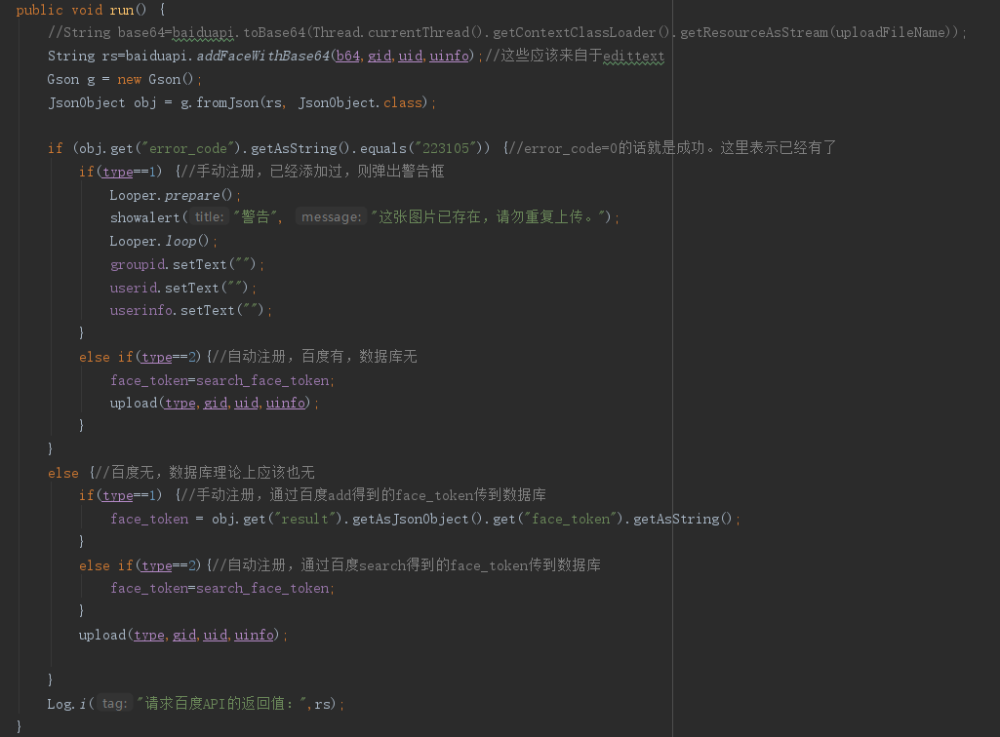 public void run() {
//String base64=baiduapi.toBase64(Thread.currentThread().getContextClassLoader().getResourceAsStream(uploadFileName));
String rs=baiduapi.addFaceWithBase64(b64,gid,uid,uinfo);//这些应该来自于edittext
Gson g = new Gson();
JsonObject obj = g.fromJson(rs, JsonObject.class);
if (obj.get("error_code").getAsString().equals("223105")) {//error_code=0的话就是成功。这里表示已经有了
if(type==1) {//手动注册，已经添加过，则弹出警告框
Looper.prepare();
showalert( title: "警告", message: "这张图片已存在，请勿重复上传。");
Looper.loop();
groupid.setText("");
userid.setText("");
userinfo.setText("");
}
else if(type==2){//自动注册，百度有，数据库无
face_token=search_face_token;
upload(type,gid,uid,uinfo);
}
}
else {//百度无，数据库理论上应该也无
if(type==1) {//手动注册，通过百度add得到的face_token传到数据库
face_token = obj.get("result").getAsJsonObject().get("face_token").getAsString();
}
else if(type==2){//自动注册，通过百度search得到的face_token传到数据库
face_token=search_face_token;
}
upload(type,gid,uid,uinfo);
}
Log.i( tag: "请求百度API的返回值：",rs);
}